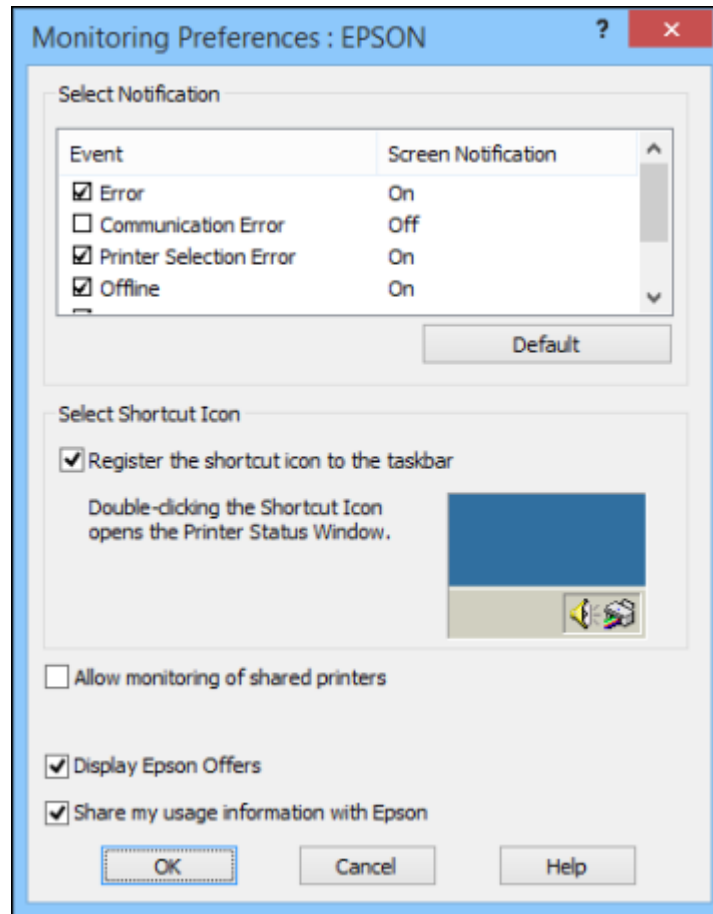 Monitoring Preferences : EPSON
Select Notification
Event Screen Notification
Error On
Communication Error Off
Printer Selection Error On
Offline On
Default
Select Shortcut Icon
Register the shortcut icon to the taskbar
Double-clicking the Shortcut Icon
opens the Printer Status Window.
Allow monitoring of shared printers
Display Epson Offers
Share my usage information with Epson
OK Cancel Help